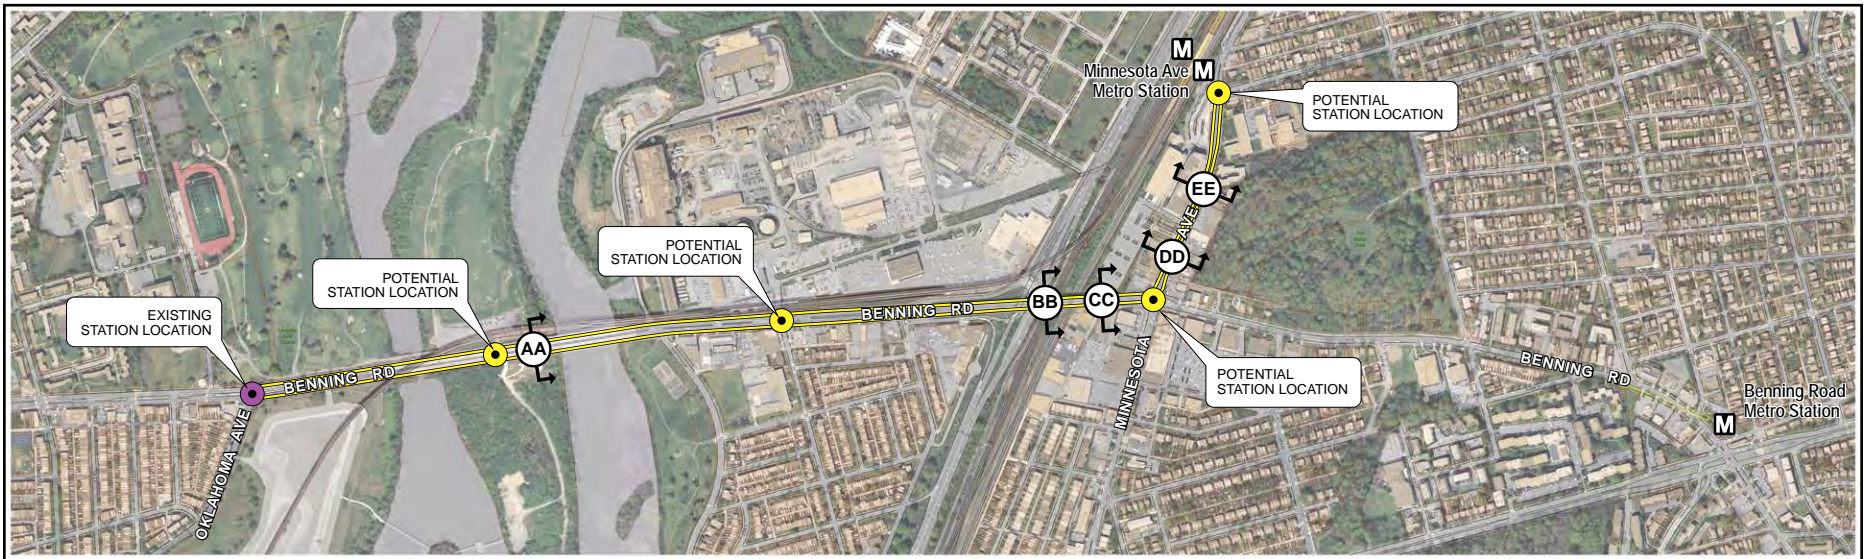 M
Minnesota Ave M
Metro Station
POTENTIAL
STATION LOCATION
EE
AVE
DD
POTENTIAL
STATION LOCATION
POTENTIAL
STATION LOCATION
EXISTING
STATION LOCATION
AA
BENNING RD
BENNING RD
BB
CC
POTENTIAL
STATION LOCATION
MINNESOTA
OKLAHOMA AVE
BENNING RD
Benning Road
Metro Station
M